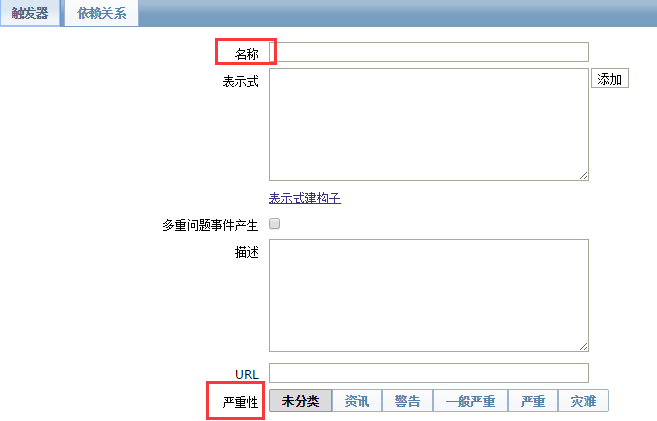 触发器 依赖关系
名称
表示式 添加
表示式建构子
多重问题事件产生
描述
URL
严重性 未分类 资讯 警告 一般严重 严重 灾难